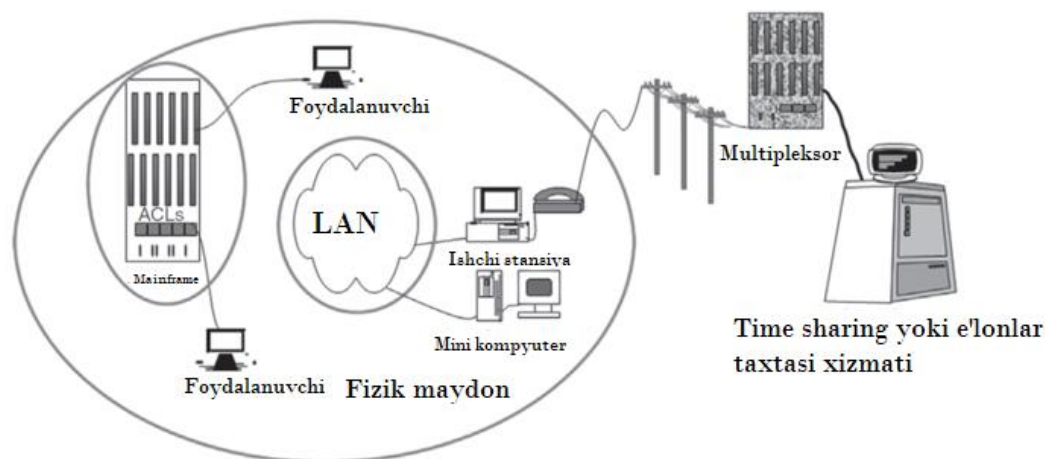 Foydalanuvchi
Multipleksor
ACLs
LAN
Mainframe
Ishchi stansiya
Mini kompyuter
Foydalanuvchi
Fizik maydon
Time sharing yoki e'lonlar
taxtasi xizmati